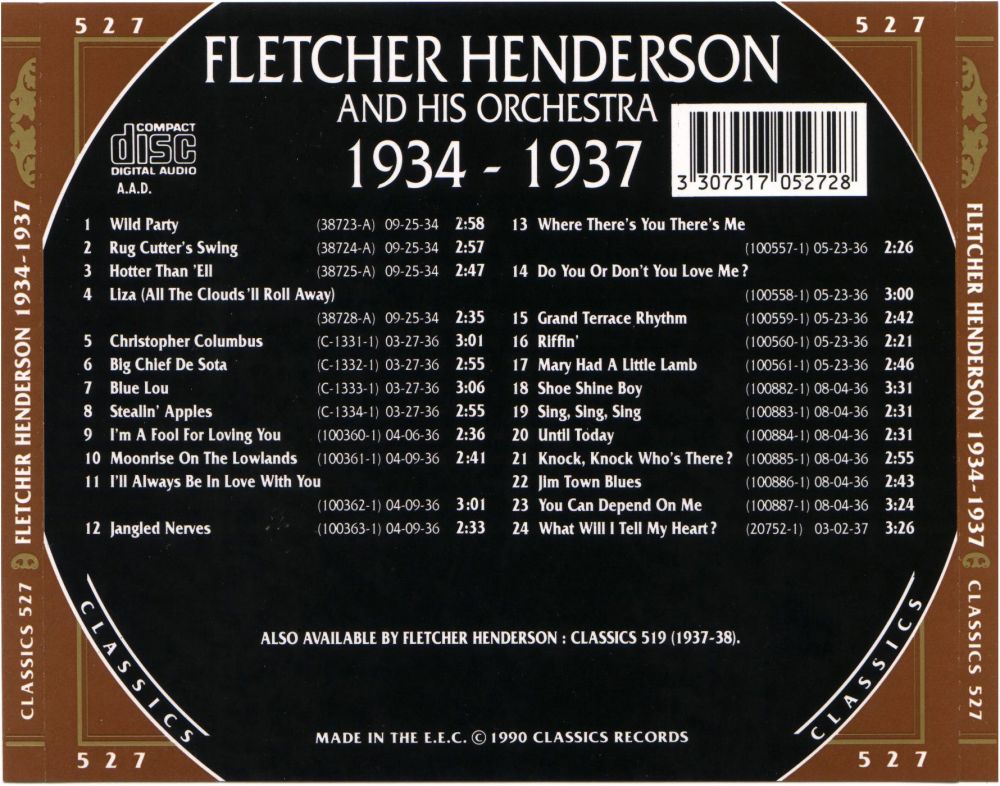 527
527
FLETCHER HENDERSON
AND HIS ORCHESTRA
1934 - 1937
COMPACT
disc
DIGITAL AUDIO
A.A.D.
3 307517 052728
1 Wild Party (38723-A) 09-25-34 2:58
2 Rug Cutter's Swing (38724-A) 09-25-34 2:57
3 Hotter Than 'Ell (38725-A) 09-25-34 2:47
4 Liza (All The Clouds'll Roll Away)
(38728-A) 09-25-34 2:35
5 Christopher Columbus (C-1331-1) 03-27-36 3:01
6 Big Chief De Sota (C-1332-1) 03-27-36 2:55
7 Blue Lou (C-1333-1) 03-27-36 3:06
8 Stealin' Apples (C-1334-1) 03-27-36 2:55
9 I'm A Fool For Loving You (100360-1) 04-06-36 2:36
10 Moonrise On The Lowlands (100361-1) 04-09-36 2:41
11 I'll Always Be In Love With You
(100362-1) 04-09-36 3:01
12 Jangled Nerves (100363-1) 04-09-36 2:33
13 Where There's You There's Me
(100557-1) 05-23-36 2:26
14 Do You Or Don't You Love Me?
(100558-1) 05-23-36 3:00
15 Grand Terrace Rhythm (100559-1) 05-23-36 2:42
16 Riffin' (100560-1) 05-23-36 2:21
17 Mary Had A Little Lamb (100561-1) 05-23-36 2:46
18 Shoe Shine Boy (100882-1) 08-04-36 3:31
19 Sing, Sing, Sing (100883-1) 08-04-36 2:31
20 Until Today (100884-1) 08-04-36 2:31
21 Knock, Knock Who's There? (100885-1) 08-04-36 2:55
22 Jim Town Blues (100886-1) 08-04-36 2:43
23 You Can Depend On Me (100887-1) 08-04-36 3:24
24 What Will I Tell My Heart? (20752-1) 03-02-37 3:26
ALSO AVAILABLE BY FLETCHER HENDERSON : CLASSICS 519 (1937-38).
MADE IN THE E.E.C. © 1990 CLASSICS RECORDS
CLASSICS
CLASSICS
527
527
CLASSICS 527 FLETCHER HENDERSON 1934-1937
FLETCHER HENDERSON 1934-1937 CLASSICS 527